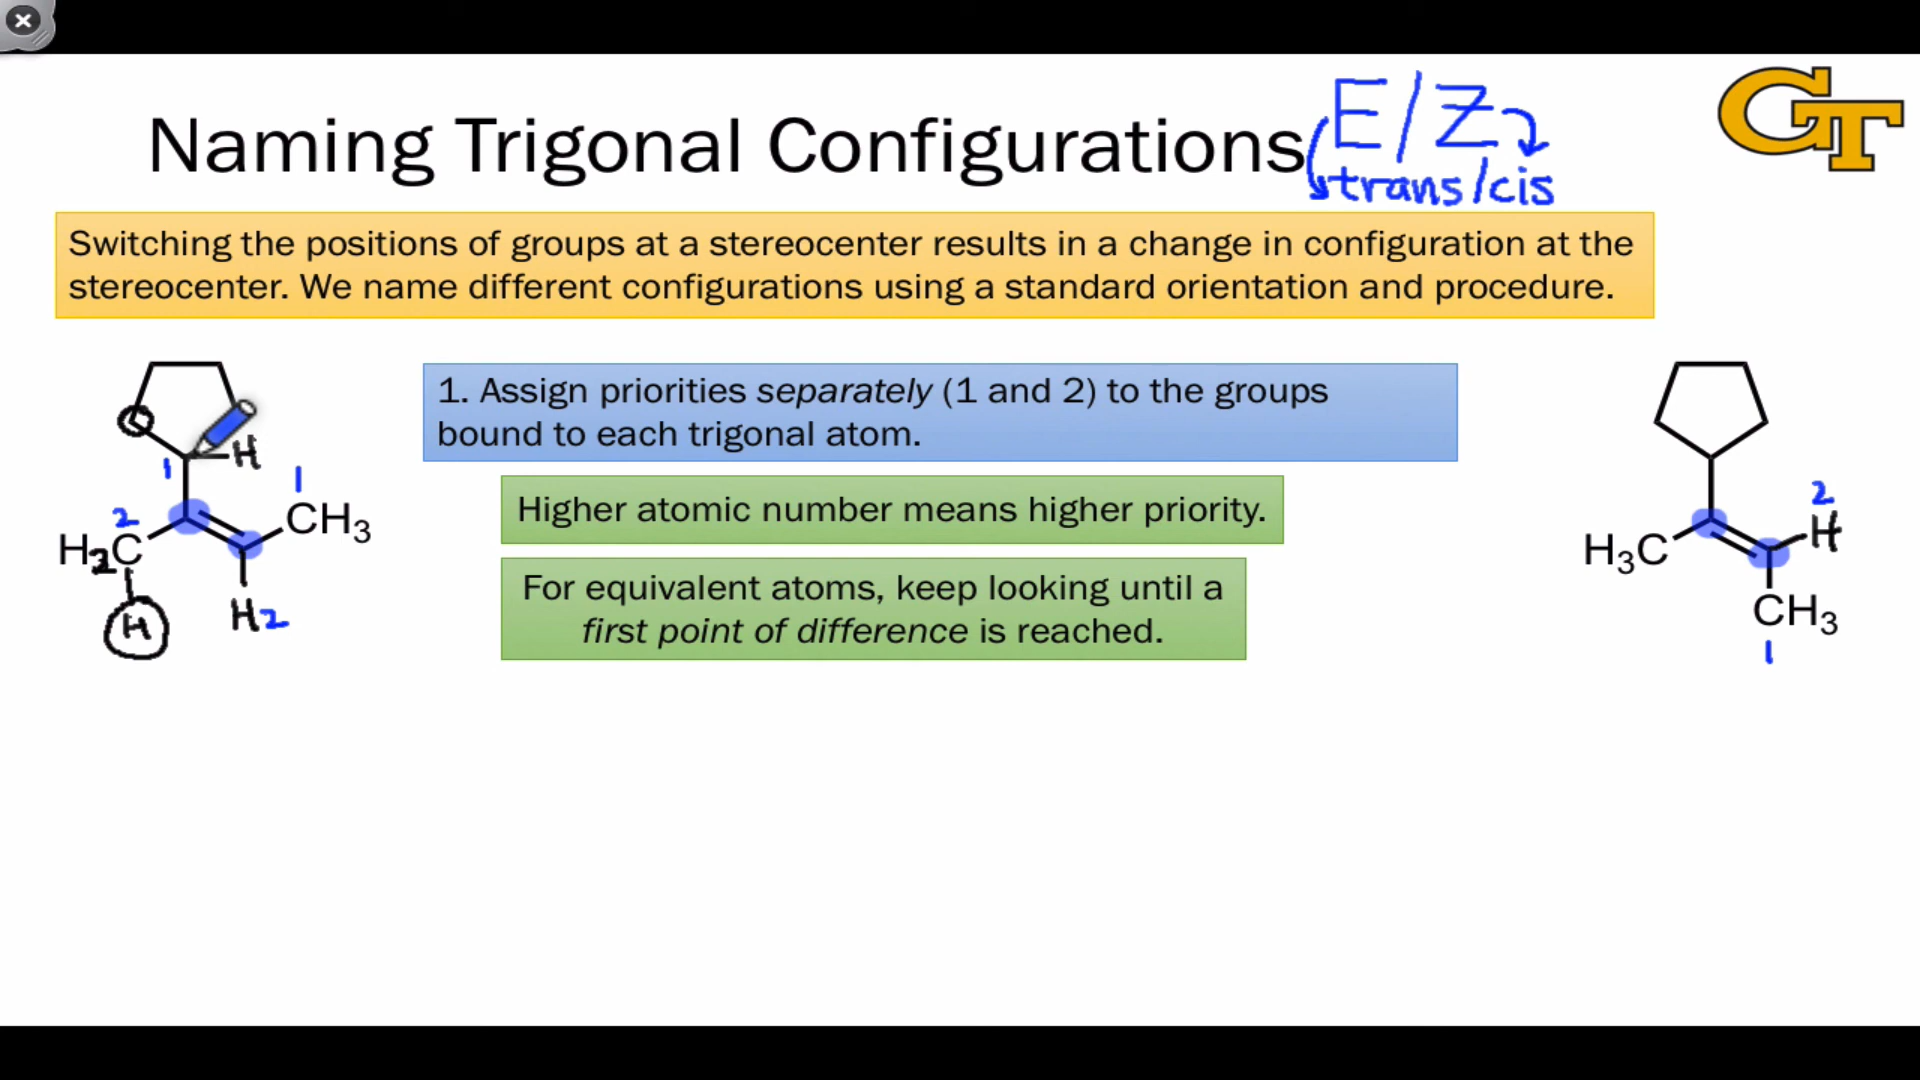 Naming Trigonal Configurations E/Z
trans/cis
GT
Switching the positions of groups at a stereocenter results in a change in configuration at the
stereocenter. We name different configurations using a standard orientation and procedure.
1. Assign priorities separately (1 and 2) to the groups
bound to each trigonal atom.
Higher atomic number means higher priority.
For equivalent atoms, keep looking until a
first point of difference is reached.
C
H
1
1
2
CH3
H2C
H
H 2
2
H
H3C
CH3
1